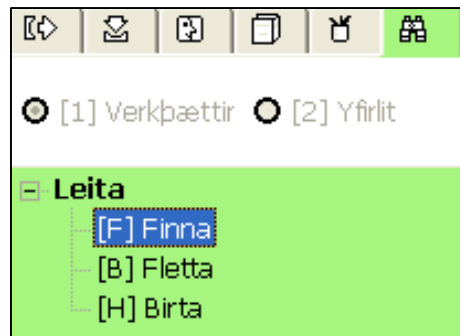 [1] Verkþættir [2] Yfirlit
Leita
[F] Finna
[B] Fletta
[H] Birta